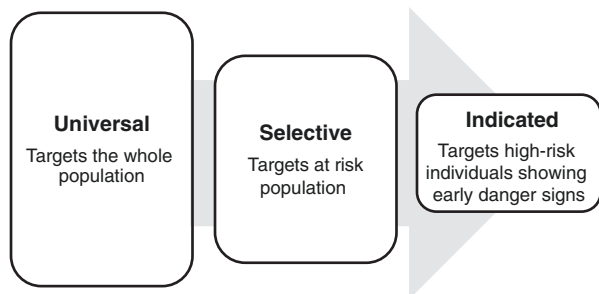 Universal
Targets the whole
population
Selective
Targets at risk
population
Indicated
Targets high-risk
individuals showing
early danger signs